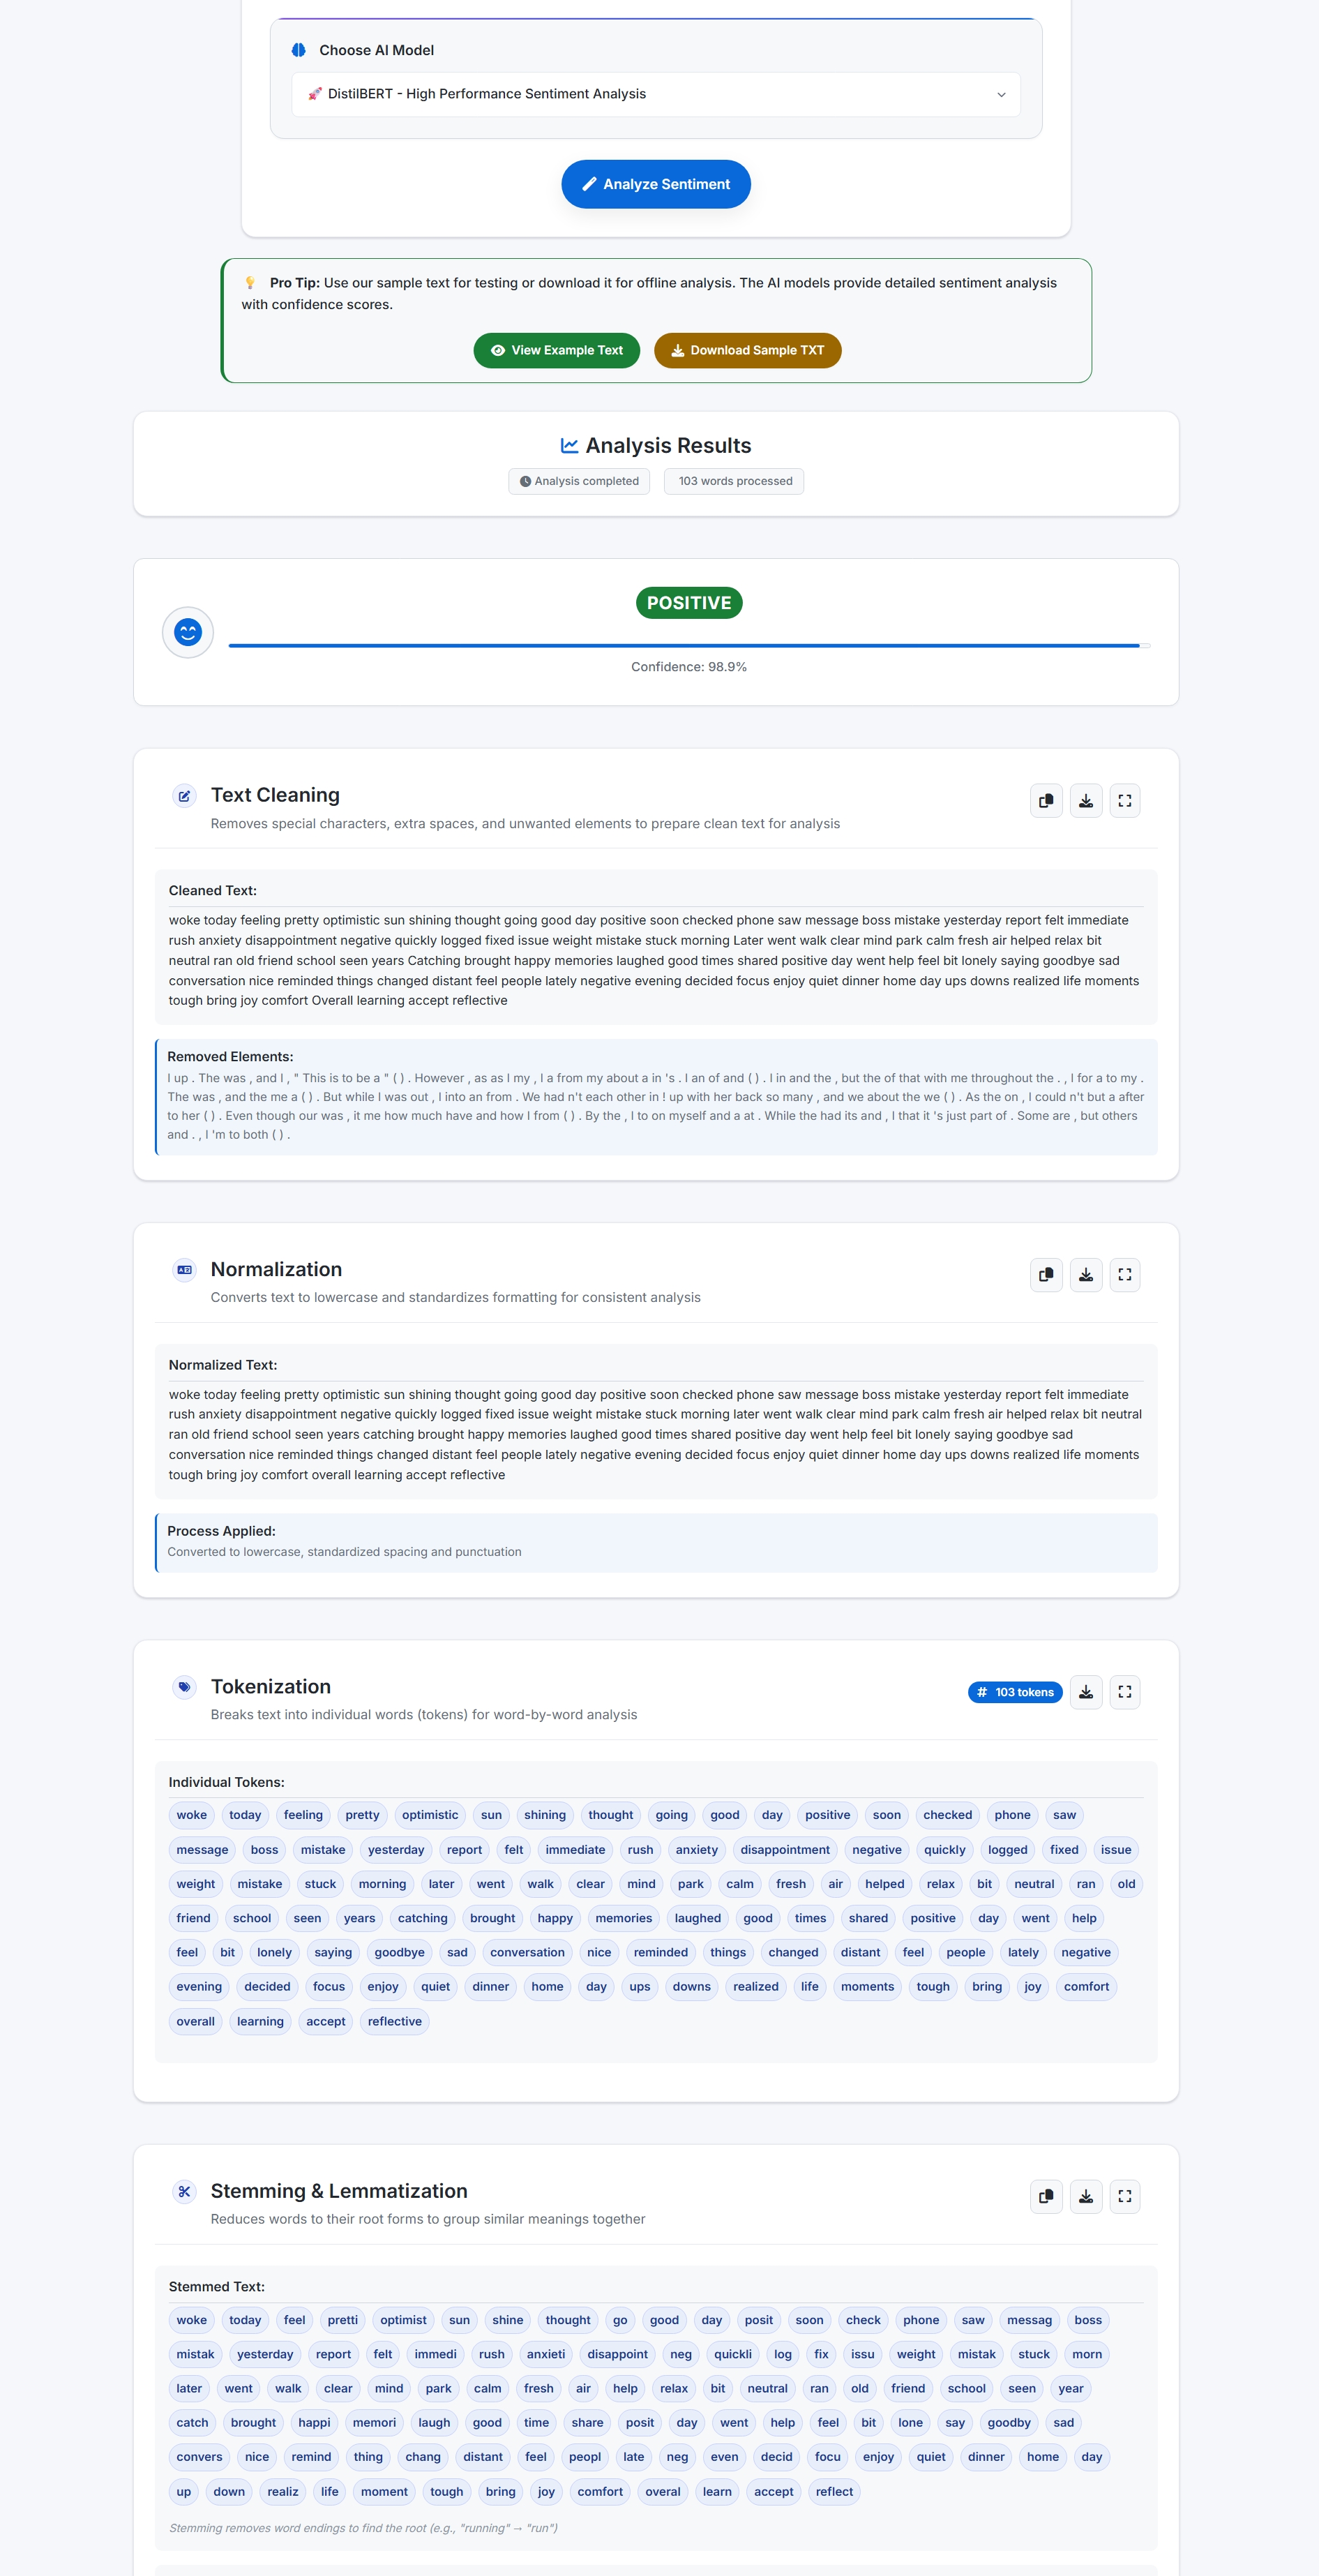 Choose AI Model
🚀 DistilBERT - High Performance Sentiment Analysis
Analyze Sentiment
💡 Pro Tip: Use our sample text for testing or download it for offline analysis. The AI models provide detailed sentiment analysis
with confidence scores.
View Example Text Download Sample TXT
Analysis Results
Analysis completed 103 words processed
POSITIVE
Confidence: 98.9%
Text Cleaning
Removes special characters, extra spaces, and unwanted elements to prepare clean text for analysis
Cleaned Text:
woke today feeling pretty optimistic sun shining thought going good day positive soon checked phone saw message boss mistake yesterday report felt immediate
rush anxiety disappointment negative quickly logged fixed issue weight mistake stuck morning Later went walk clear mind park calm fresh air helped relax bit
neutral ran old friend school seen years Catching brought happy memories laughed good times shared positive day went help feel bit lonely saying goodbye sad
conversation nice reminded things changed distant feel people lately negative evening decided focus enjoy quiet dinner home day ups downs realized life moments
tough bring joy comfort Overall learning accept reflective
Removed Elements:
I up . The was , and I , " This is to be a " ( ) . However , as as I my , I a from my about a in 's . I an of and ( ) . I in and the , but the of that with me throughout the . , I for a to my .
The was , and the me a ( ) . But while I was out , I into an from . We had n't each other in ! up with her back so many , and we about the we ( ) . As the on , I could n't but a after
to her ( ) . Even though our was , it me how much have and how I from ( ) . By the , I to on myself and a at . While the had its and , I that it 's just part of . Some are , but others
and . , I 'm to both ( ) .
Normalization
Converts text to lowercase and standardizes formatting for consistent analysis
Normalized Text:
woke today feeling pretty optimistic sun shining thought going good day positive soon checked phone saw message boss mistake yesterday report felt immediate
rush anxiety disappointment negative quickly logged fixed issue weight mistake stuck morning later went walk clear mind park calm fresh air helped relax bit neutral
ran old friend school seen years catching brought happy memories laughed good times shared positive day went help feel bit lonely saying goodbye sad
conversation nice reminded things changed distant feel people lately negative evening decided focus enjoy quiet dinner home day ups downs realized life moments
tough bring joy comfort overall learning accept reflective
Process Applied:
Converted to lowercase, standardized spacing and punctuation
Tokenization
# 103 tokens
Breaks text into individual words (tokens) for word-by-word analysis
Individual Tokens:
woke today feeling pretty optimistic sun shining thought going good day positive soon checked phone saw
message boss mistake yesterday report felt immediate rush anxiety disappointment negative quickly logged fixed issue
weight mistake stuck morning later went walk clear mind park calm fresh air helped relax bit neutral ran old
friend school seen years catching brought happy memories laughed good times shared positive day went help
feel bit lonely saying goodbye sad conversation nice reminded things changed distant feel people lately negative
evening decided focus enjoy quiet dinner home day ups downs realized life moments tough bring joy comfort
overall learning accept reflective
Stemming & Lemmatization
Reduces words to their root forms to group similar meanings together
Stemmed Text:
woke today feel pretti optimist sun shine thought go good day posit soon check phone saw messag boss
mistak yesterday report felt immedi rush anxieti disappoint neg quickli log fix issu weight mistak stuck morn
later went walk clear mind park calm fresh air help relax bit neutral ran old friend school seen year
catch brought happi memori laugh good time share posit day went help feel bit lone say goodby sad
convers nice remind thing chang distant feel peopl late neg even decid focu enjoy quiet dinner home day
up down realiz life moment tough bring joy comfort overal learn accept reflect
Stemming removes word endings to find the root (e.g., "running" → "run")